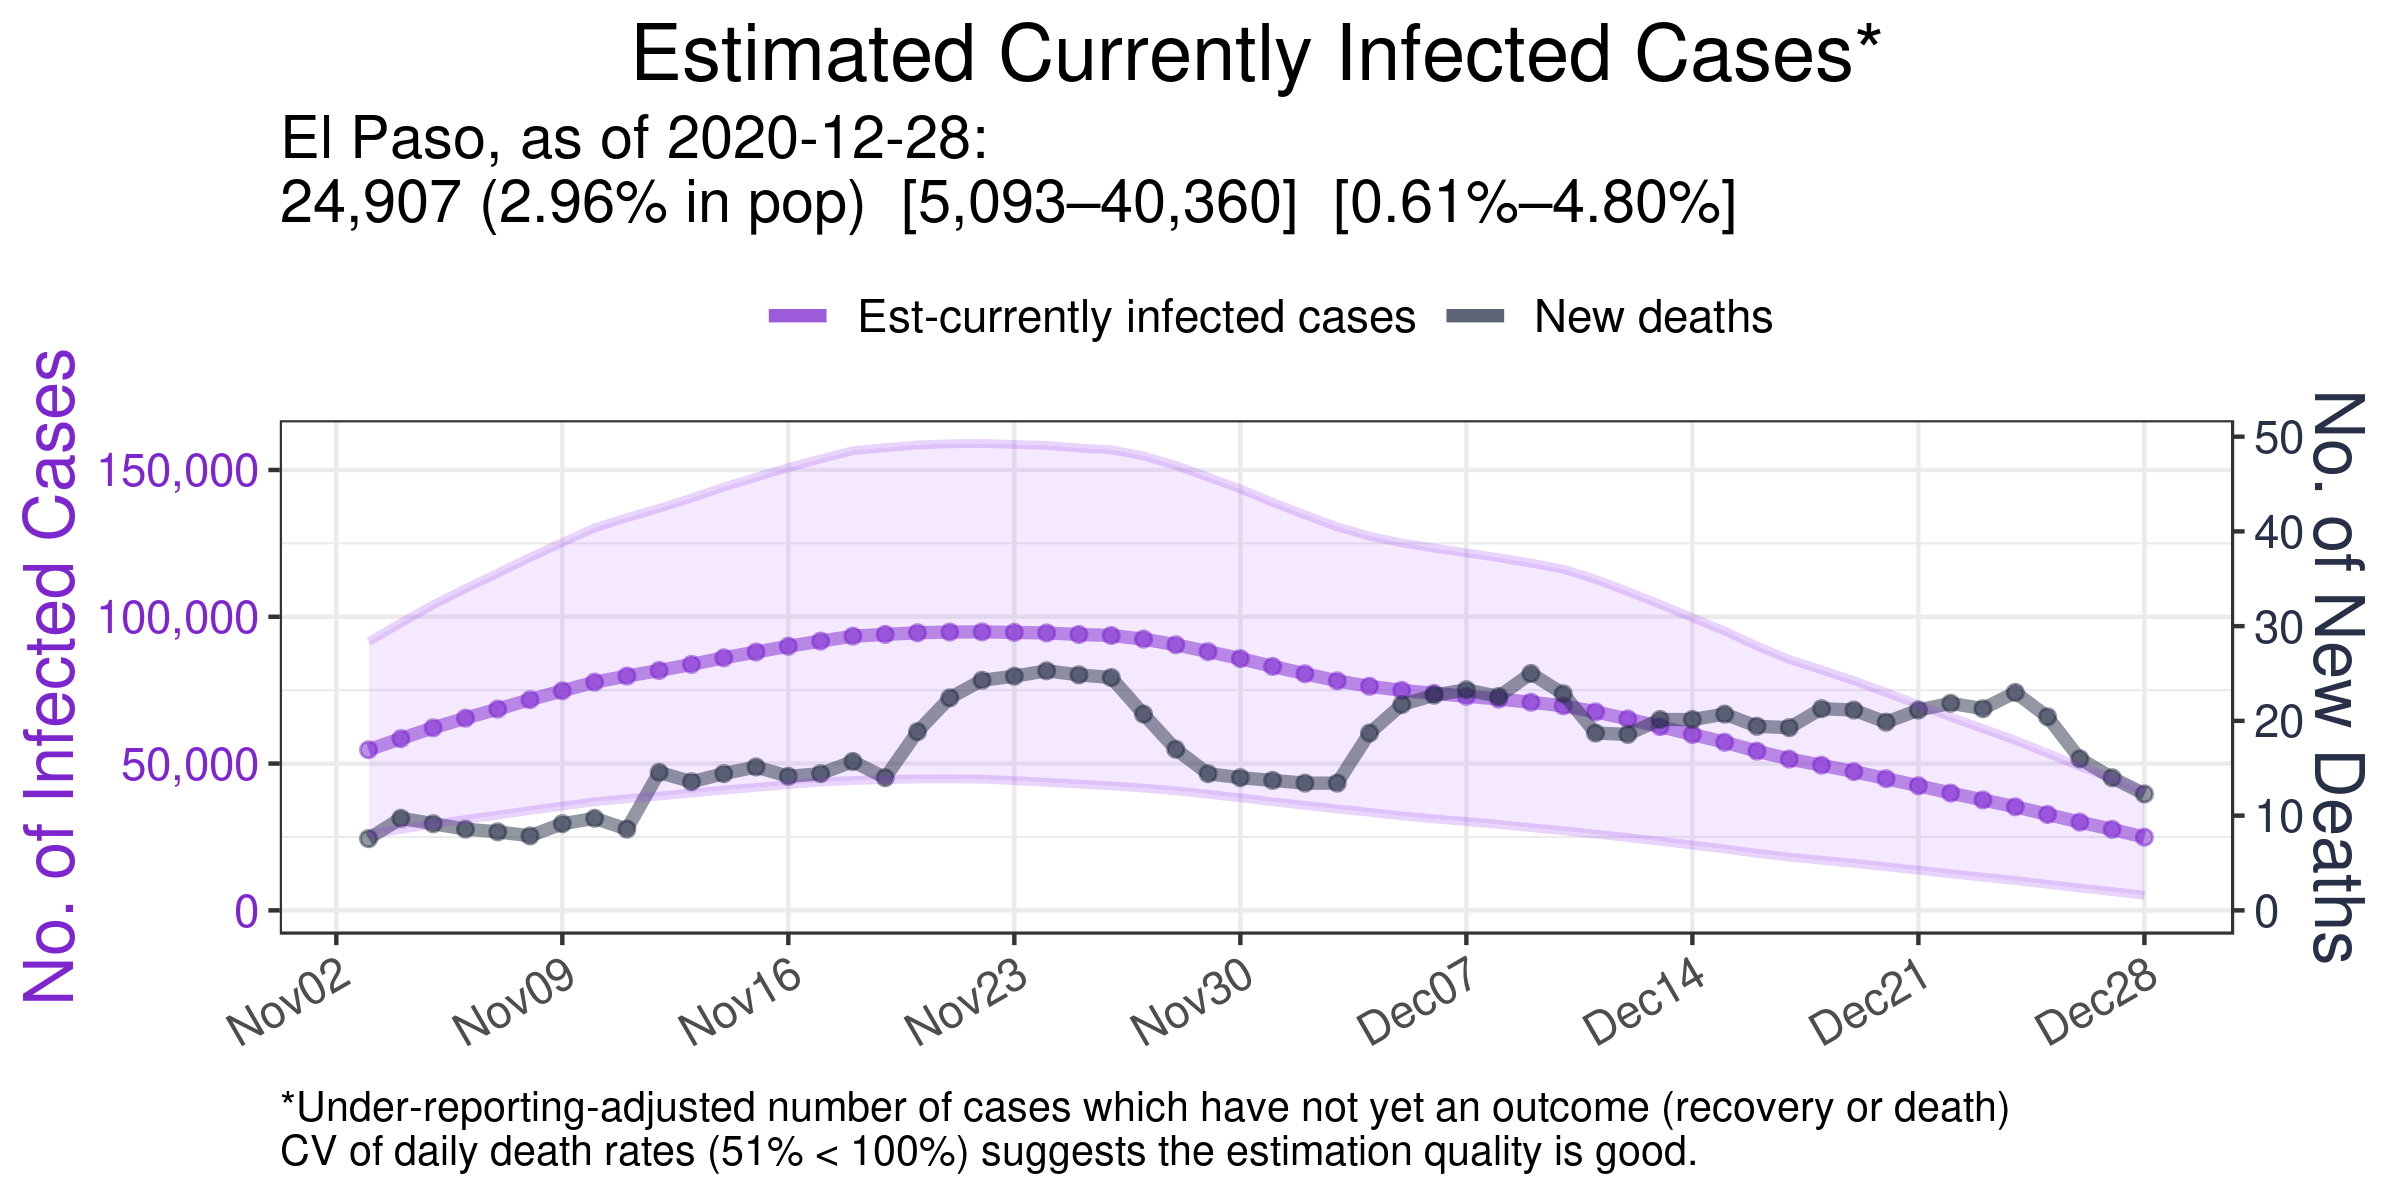 Estimated Currently Infected Cases*
El Paso, as of 2020-12-28:
24,907 (2.96% in pop)  [5,093–40,360]  [0.61%–4.80%]
Est-currently infected cases
New deaths
No. of Infected Cases
150,000
100,000
50,000
0
50
40
30
20
10
0
No. of New Deaths
Nov02
Nov09
Nov16
Nov23
Nov30
Dec07
Dec14
Dec21
Dec28
*Under-reporting-adjusted number of cases which have not yet an outcome (recovery or death)
CV of daily death rates (51% < 100%) suggests the estimation quality is good.